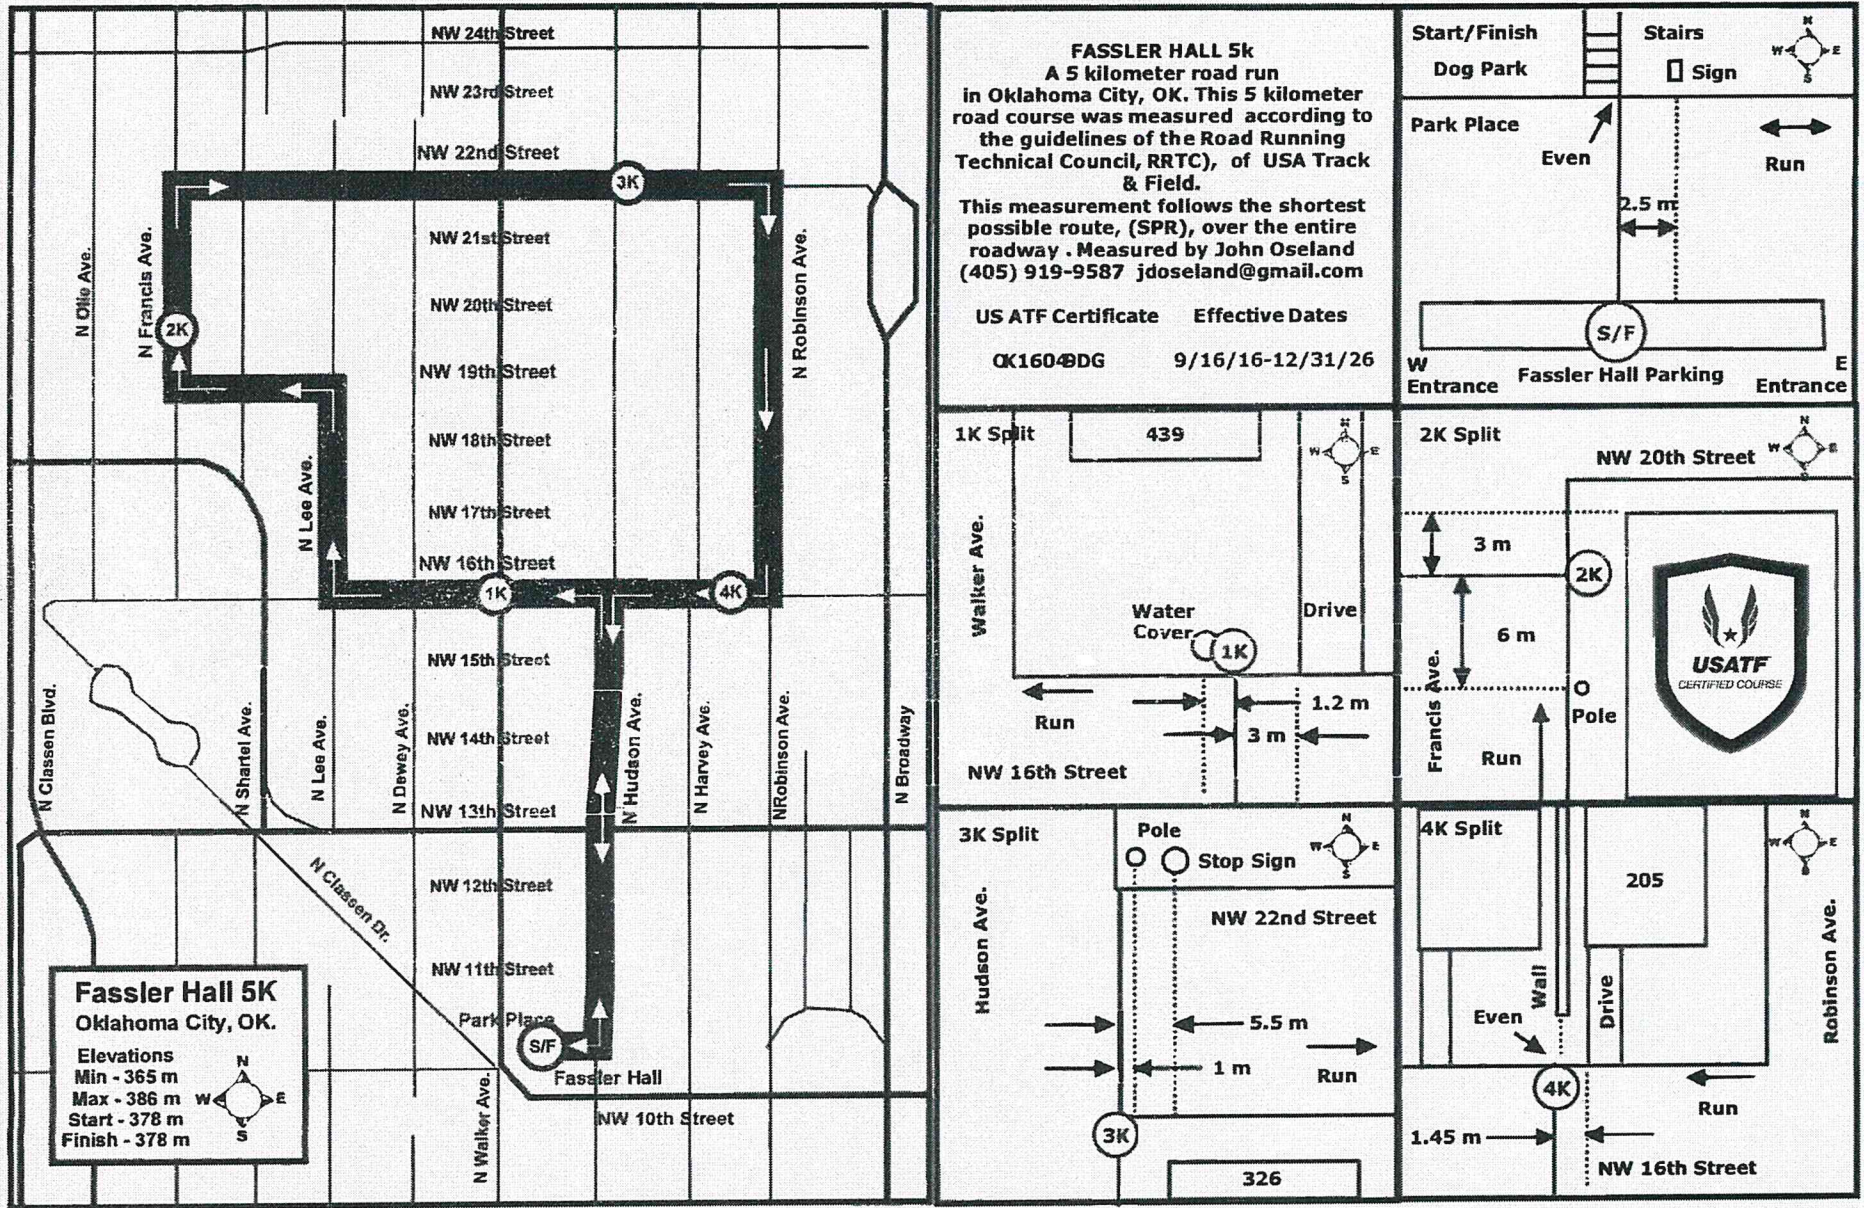 NW 24th Street
NW 23rd Street
NW 22nd Street
3K
NW 21st Street
N Olie Ave.
N Francis Ave.
N Robinson Ave.
NW 20th Street
2K
NW 19th Street
NW 18th Street
N Lee Ave.
NW 17th Street
NW 16th Street
1K
4K
NW 15th Street
N Classen Blvd.
N Shartel Ave.
N Lee Ave.
N Dewey Ave.
N Hudson Ave.
N Harvey Ave.
NRobinson Ave.
N Broadway
NW 14th Street
NW 13th Street
N Classen Dr.
NW 12th Street
NW 11th Street
Park Place
S/F
Fassler Hall
N Walker Ave.
NW 10th Street
Fassler Hall 5K
Oklahoma City, OK.
Elevations
Min - 365 m
Max - 386 m
Start - 378 m
Finish - 378 m
N
W E
S
FASSLER HALL 5k
A 5 kilometer road run
in Oklahoma City, OK. This 5 kilometer
road course was measured according to
the guidelines of the Road Running
Technical Council, RRTC), of USA Track
& Field.
This measurement follows the shortest
possible route, (SPR), over the entire
roadway . Measured by John Oseland
(405) 919-9587 jdoseland@gmail.com
US ATF Certificate Effective Dates
9/16/16-12/31/26
Start/Finish
Dog Park
Stairs
Sign
N
W E
S
Park Place
Even
Run
2.5 m
S/F
W
Entrance
Fassler Hall Parking
E
Entrance
1K Split
439
N
W E
S
Walker Ave.
Water
Cover
1K
Drive
Run
1.2 m
3 m
NW 16th Street
2K Split
NW 20th Street
N
W E
S
3 m
2K
6 m
Francis Ave.
Pole
Run
USATF
CERTIFIED COURSE
3K Split
Pole
Stop Sign
N
W E
S
Hudson Ave.
NW 22nd Street
5.5 m
1 m
Run
3K
326
4K Split
205
N
W E
S
Robinson Ave.
Wall
Drive
Even
4K
Run
1.45 m
NW 16th Street